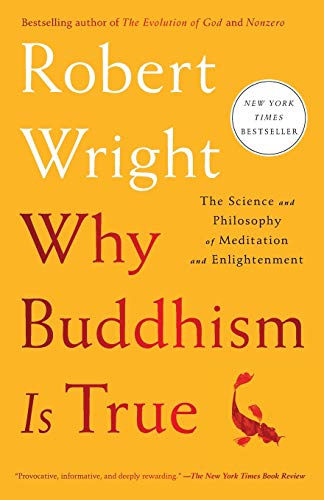 Bestselling author of The Evolution of God and Nonzero
Robert
Wright
NEW YORK
TIMES
BESTSELLER
The Science and
Philosophy
of Meditation
and Enlightenment
Why
Buddhism
Is True
"Provocative, informative, and deeply rewarding." —The New York Times Book Review